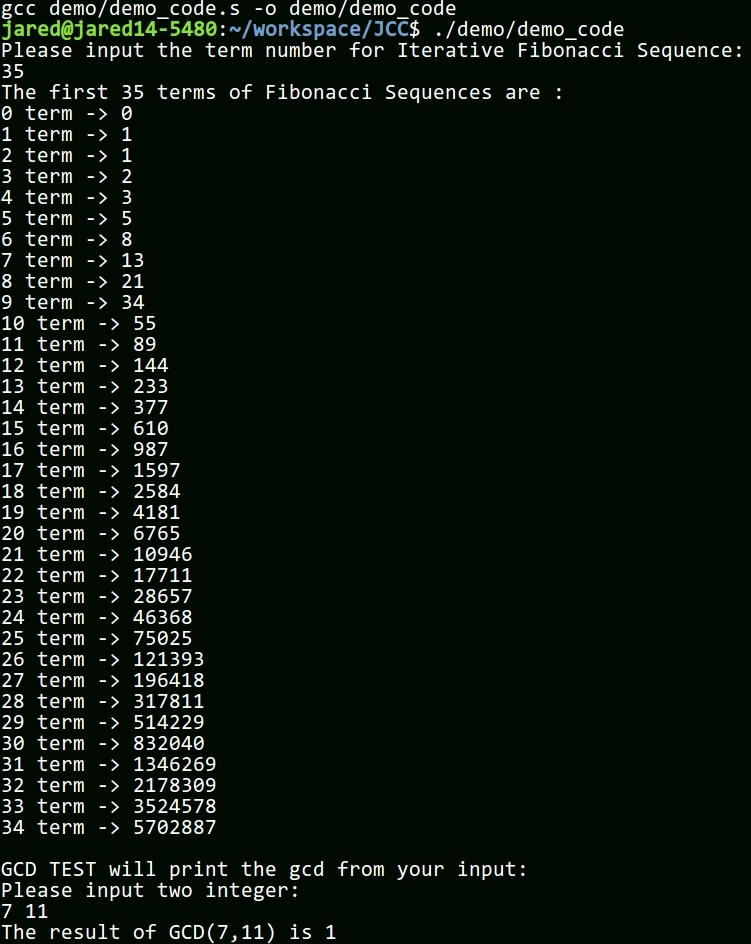 gcc demo/demo_code.s -o demo/demo_code
jared@jared14-5480:~/workspace/JCC$ ./demo/demo_code
Please input the term number for Iterative Fibonacci Sequence:
35
The first 35 terms of Fibonacci Sequences are :
0 term -> 0
1 term -> 1
2 term -> 1
3 term -> 2
4 term -> 3
5 term -> 5
6 term -> 8
7 term -> 13
8 term -> 21
9 term -> 34
10 term -> 55
11 term -> 89
12 term -> 144
13 term -> 233
14 term -> 377
15 term -> 610
16 term -> 987
17 term -> 1597
18 term -> 2584
19 term -> 4181
20 term -> 6765
21 term -> 10946
22 term -> 17711
23 term -> 28657
24 term -> 46368
25 term -> 75025
26 term -> 121393
27 term -> 196418
28 term -> 317811
29 term -> 514229
30 term -> 832040
31 term -> 1346269
32 term -> 2178309
33 term -> 3524578
34 term -> 5702887
GCD TEST will print the gcd from your input:
Please input two integer:
7 11
The result of GCD(7,11) is 1